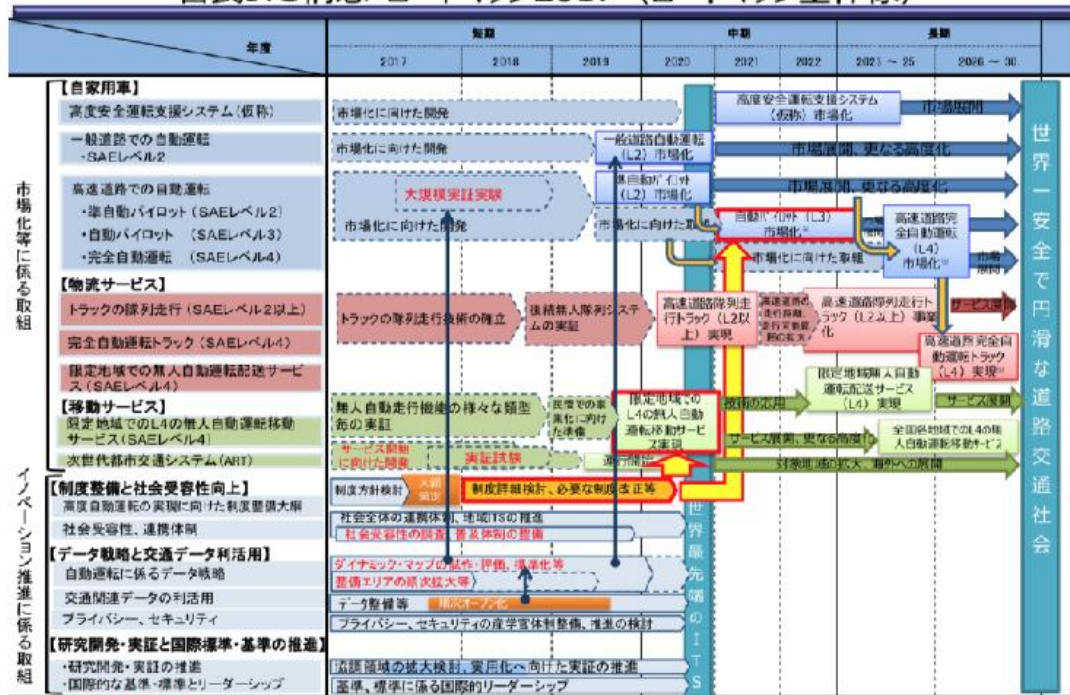 年度
短期
中期
長期
2017
2018
2019
2020
2021
2022
2023 ～ 25
2026 ～ 30
市場化等に係る取組
【自家用車】
高度安全運転支援システム(仮称)
市場化に向けた開発
高度安全運転支援システム
(仮称) 市場化
市場展開
一般道路での自動運転
・SAEレベル2
市場化に向けた開発
一般道路自動運転
(L2) 市場化
市場展開、更なる高度化
高速道路での自動運転
・準自動パイロット (SAEレベル2)
・自動パイロット (SAEレベル3)
・完全自動運転 (SAEレベル4)
大規模実証実験
市場化に向けた開発
準自動パイロット
(L2) 市場化
市場展開、更なる高度化
市場化に向けた取組
自動パイロット (L3)
市場化
高速道路完
全自動運転
(L4)
市場化
市場化に向けた取組
市場
展開
【物流サービス】
トラックの隊列走行 (SAEレベル2以上)
トラックの隊列走行技術の確立
後続無人隊列システ
ムの実証
高速道路隊列走
行トラック (L2以
上) 実現
高速道路隊列走行ト
ラック (L2以上) 事業
化
サービス展開
完全自動運転トラック (SAEレベル4)
高速道路完全自
動運転トラック
(L4) 実現
限定地域での無人自動運転配送サービ
ス (SAEレベル4)
技術の応用
限定地域無人自動
運転配送サービス
(L4) 実現
サービス展開
【移動サービス】
限定地域でのL4の無人自動運転移動
サービス(SAEレベル4)
無人自動走行機能の様々な類型
毎の実証
民間での事
業化に向け
た準備
限定地域での
L4の無人自動
運転移動サービ
ス実現
サービス展開、更なる高度化
全国各地域でのL4の無
人自動運転移動サービス
次世代都市交通システム(ART)
サービス開始
に向けた開発
実証試験
運行開始
対象地域の拡大、海外への展開
イノベーション推進に係る取組
【制度整備と社会受容性向上】
高度自動運転の実現に向けた制度整備大綱
制度方針検討
大綱
策定
制度詳細検討、必要な制度改正等
社会受容性、連携体制
社会全体の連携体制、地域ITSの推進
社会受容性の調査、普及体制の整備
【データ戦略と交通データ利活用】
自動運転に係るデータ戦略
ダイナミック・マップの試作・評価、標準化等
整備エリアの順次拡大等
交通関連データの利活用
データ整備等
順次オープン化
プライバシー、セキュリティ
プライバシー、セキュリティの産学官体制整備、推進の検討
【研究開発・実証と国際標準・基準の推進】
・研究開発・実証の推進
協調領域の拡大検討、実用化へ向けた実証の推進
・国際的な基準・標準とリーダーシップ
基準、標準に係る国際的リーダーシップ
世界最先端のITS
世界一安全で円滑な道路交通社会